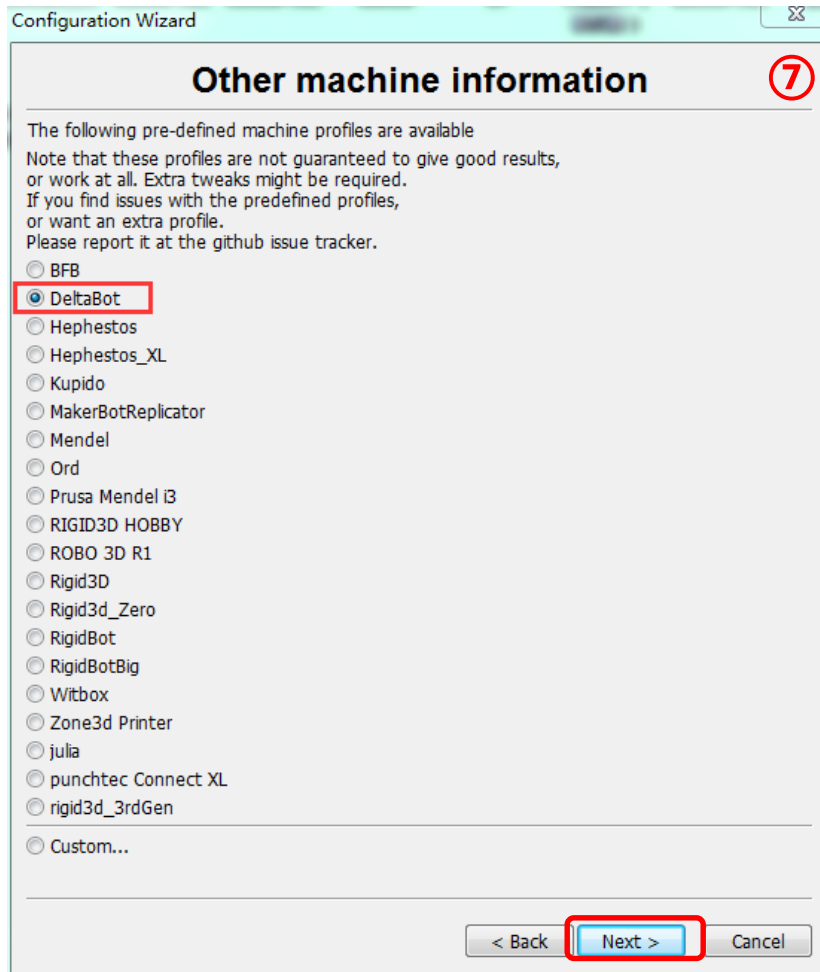 Configuration Wizard
Other machine information
⑦
The following pre-defined machine profiles are available
Note that these profiles are not guaranteed to give good results,
or work at all. Extra tweaks might be required.
If you find issues with the predefined profiles,
or want an extra profile.
Please report it at the github issue tracker.
BFB
DeltaBot
Hephestos
Hephestos_XL
Kupido
MakerBotReplicator
Mendel
Ord
Prusa Mendel i3
RIGID3D HOBBY
ROBO 3D R1
Rigid3D
Rigid3d_Zero
RigidBot
RigidBotBig
Witbox
Zone3d Printer
julia
punchtec Connect XL
rigid3d_3rdGen
Custom...
< Back
Next >
Cancel